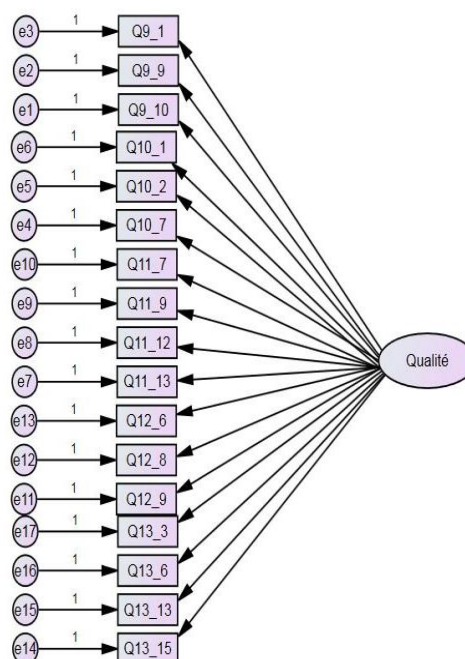 e3 1 Q9_1
e2 1 Q9_9
e1 1 Q9_10
e6 1 Q10_1
e5 1 Q10_2
e4 1 Q10_7
e10 1 Q11_7
e9 1 Q11_9
e8 1 Q11_12
Qualité
e7 1 Q11_13
e13 1 Q12_6
e12 1 Q12_8
e11 1 Q12_9
e17 1 Q13_3
e16 1 Q13_6
e15 1 Q13_13
e14 1 Q13_15